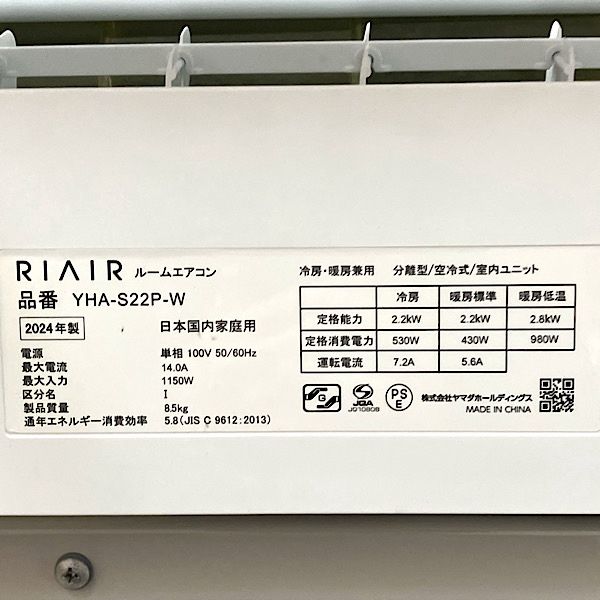 RIAIR ルームエアコン
品番 YHA-S22P-W
2024年製 日本国内家庭用
電源 単相 100V 50/60Hz
最大電流 14.0A
最大入力 1150W
区分名 I
製品質量 8.5kg
通年エネルギー消費効率 5.8(JIS C 9612:2013)
冷房・暖房兼用 分離型/空冷式/室内ユニット
冷房 暖房標準 暖房低温
定格能力 2.2kW 2.2kW 2.8kW
定格消費電力 530W 430W 980W
運転電流 7.2A 5.6A
G JQA JQ1080B PS E
株式会社ヤマダホールディングス
MADE IN CHINA